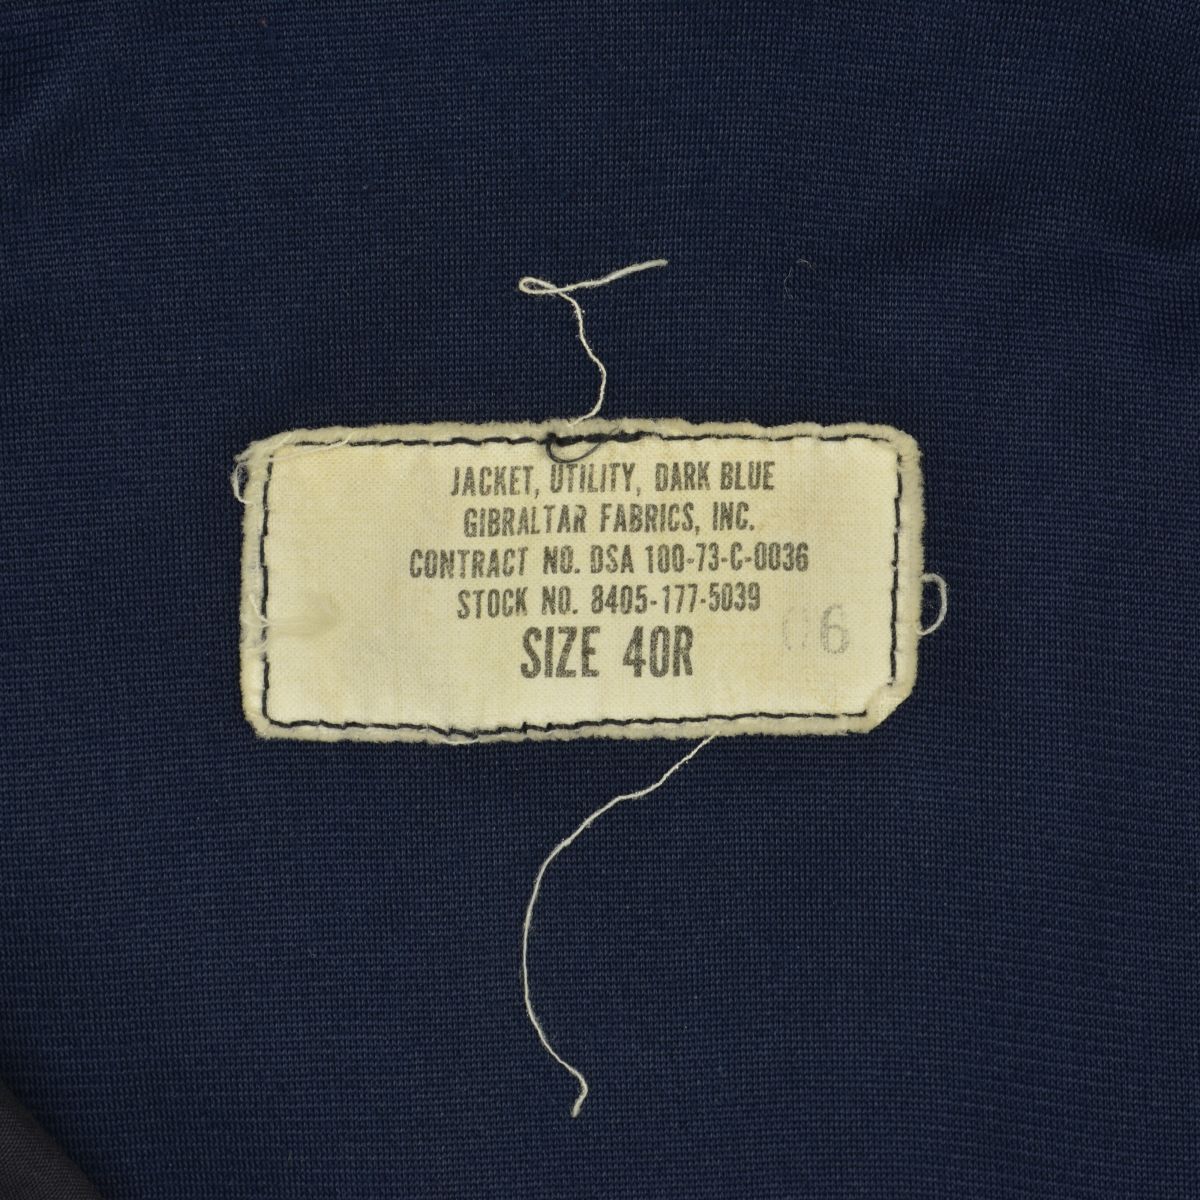 JACKET, UTILITY, DARK BLUE
GIBRALTAR FABRICS, INC.
CONTRACT NO. DSA 100-73-C-0036
STOCK NO. 8405-177-5039
SIZE 40R
06